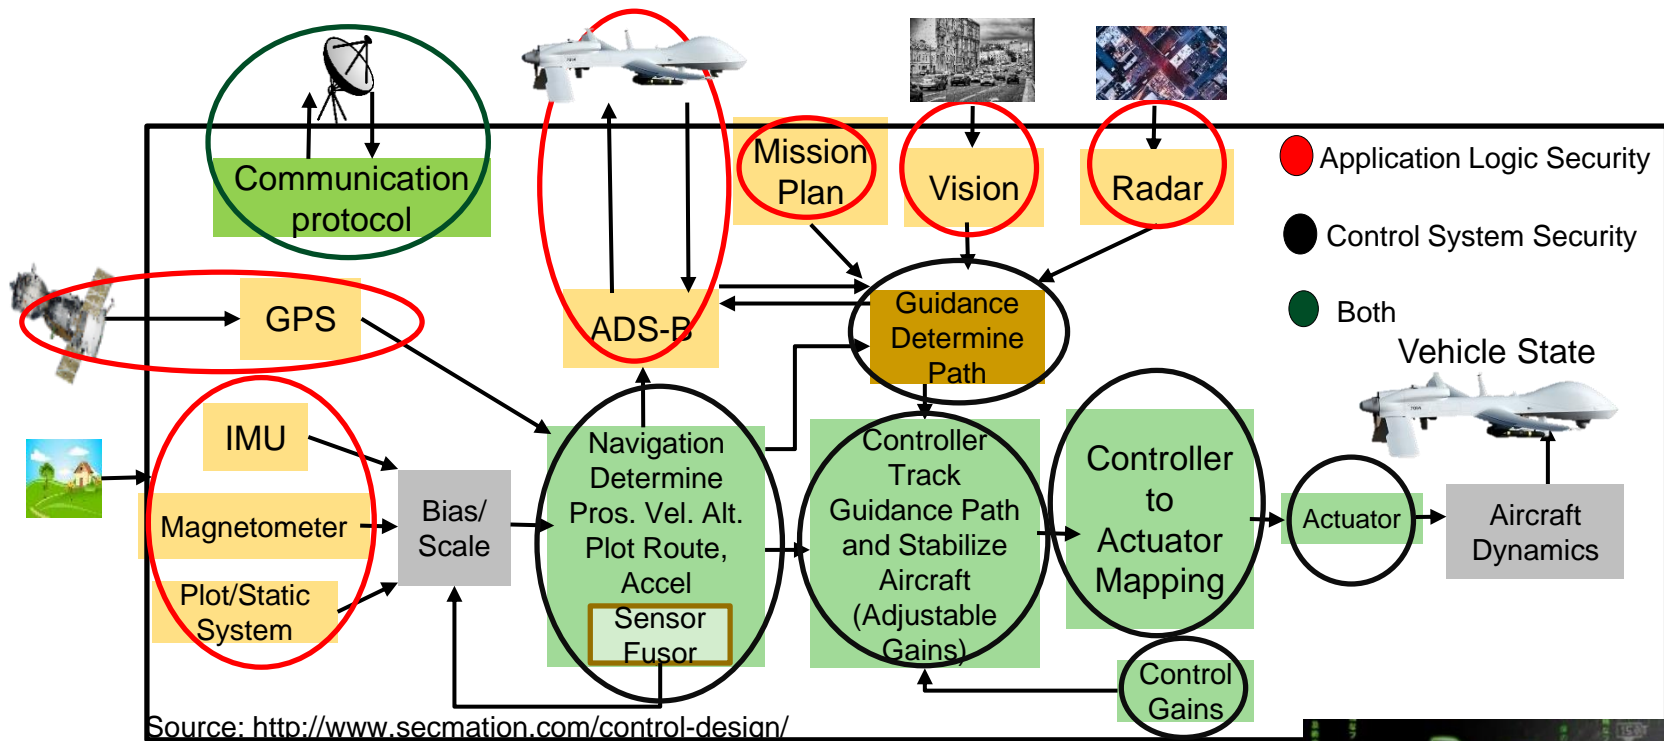 Communication
protocol
Mission
Plan
Vision
Radar
Application Logic Security
Control System Security
Both
Vehicle State
GPS
ADS-B
Guidance
Determine
Path
IMU
Magnetometer
Plot/Static
System
Bias/
Scale
Navigation
Determine
Pros. Vel. Alt.
Plot Route,
Accel
Sensor
Fusor
Controller
Track
Guidance Path
and Stabilize
Aircraft
(Adjustable
Gains)
Controller
to
Actuator
Mapping
Actuator
Aircraft
Dynamics
Control
Gains
Source: http://www.secmation.com/control-design/